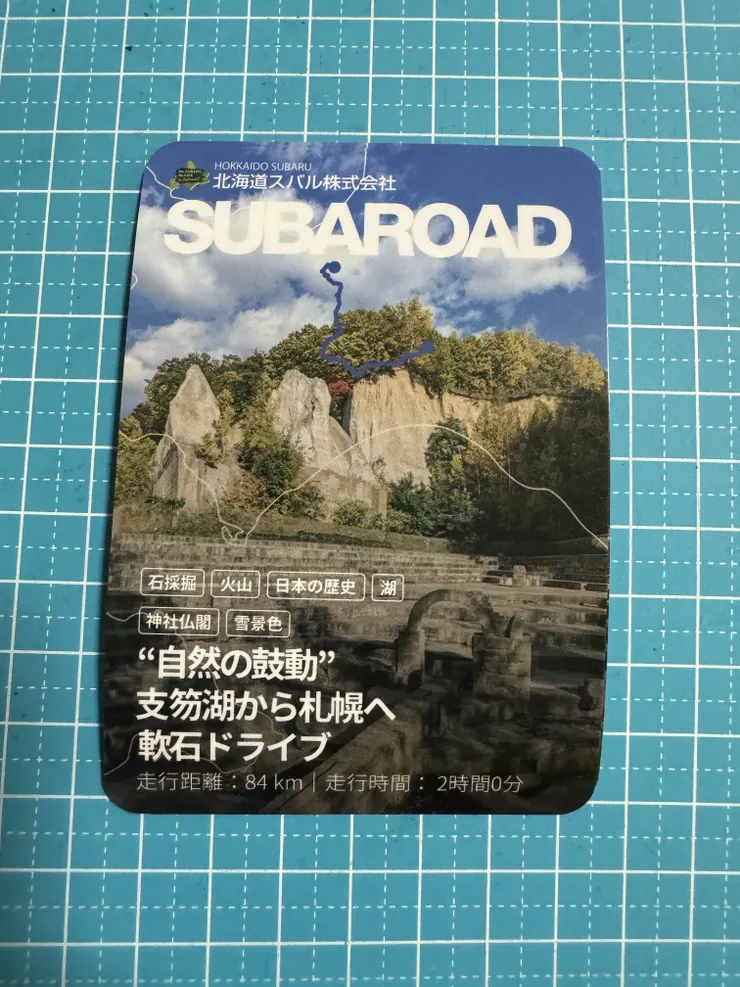 HOKKAIDO SUBARU
北海道スバル株式会社
SUBAROAD
石採掘 火山 日本の歴史 湖
神社仏閣 雪景色
“自然の鼓動”
支笏湖から札幌へ
軟石ドライブ
走行距離：84 km｜走行時間： 2時間0分